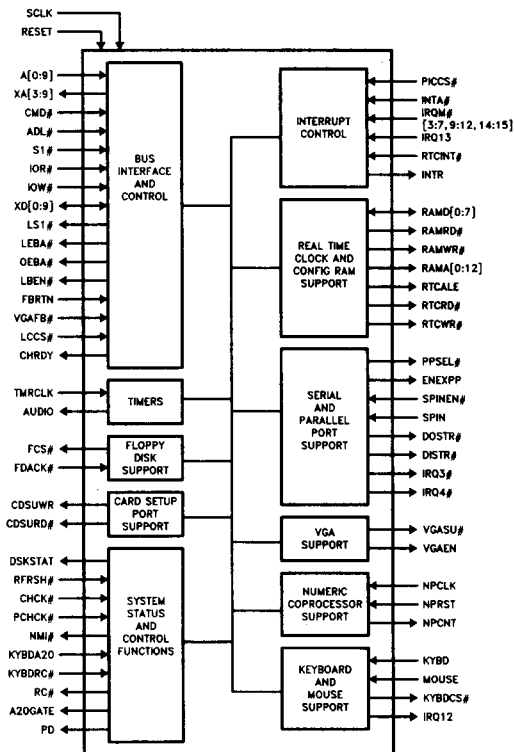 SCLK
RESET
A[0:9]
XA[3:9]
CMD#
ADL#
S1#
IOR#
IOW#
XD[0:9]
LS1#
LEBA#
OEBA#
LBEN#
FBRTN
VGAFB#
LCCS#
CHRDY
BUS
INTERFACE
AND
CONTROL
TMRCLK
AUDIO
TIMERS
FCS#
FDACK#
FLOPPY
DISK
SUPPORT
CDSUWR
CDSURD#
CARD SETUP
PORT
SUPPORT
DSKSTAT
RFRSH#
CHCK#
PCHCK#
NMI#
KYBDA20
KYBDRC#
RC#
A20GATE
PD
SYSTEM
STATUS
AND
CONTROL
FUNCTIONS
INTERRUPT
CONTROL
PICCS#
INTA#
IRQM#
[3:7, 9:12, 14:15]
IRQ13
RTCINT#
INTR
REAL TIME
CLOCK AND
CONFIG RAM
SUPPORT
RAMD[0:7]
RAMRD#
RAMWR#
RAMA[0:12]
RTCALE
RTCRD#
RTCWR#
SERIAL
AND
PARALLEL
PORT
SUPPORT
PPSEL#
ENEXPP
SPINEN#
SPIN
DOSTR#
DISTR#
IRQ3#
IRQ4#
VGA
SUPPORT
VGASU#
VGAEN
NUMERIC
COPROCESSOR
SUPPORT
NPCLK
NPRST
NPCNT
KEYBOARD
AND
MOUSE
SUPPORT
KYBD
MOUSE
KYBDCS#
IRQ12